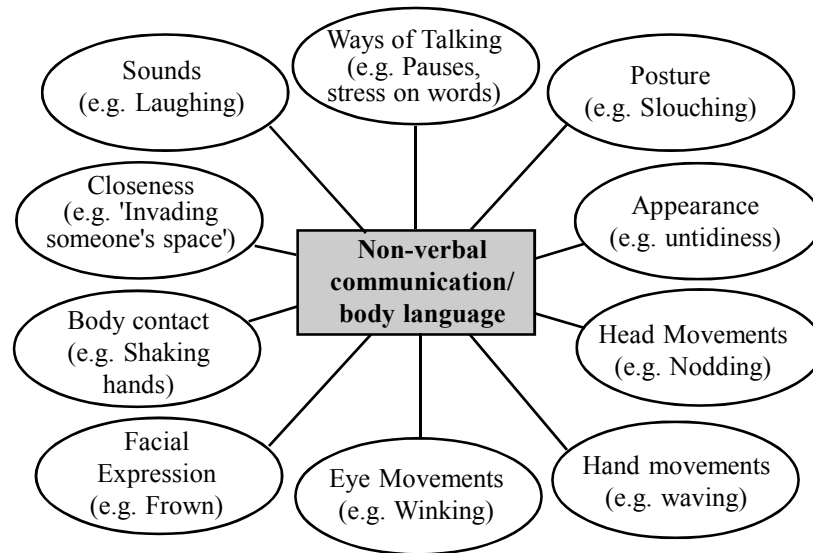 Ways of Talking
(e.g. Pauses,
stress on words)
Sounds
(e.g. Laughing)
Posture
(e.g. Slouching)
Closeness
(e.g. 'Invading
someone's space')
Appearance
(e.g. untidiness)
Non-verbal
communication/
body language
Body contact
(e.g. Shaking
hands)
Head Movements
(e.g. Nodding)
Facial
Expression
(e.g. Frown)
Eye Movements
(e.g. Winking)
Hand movements
(e.g. waving)